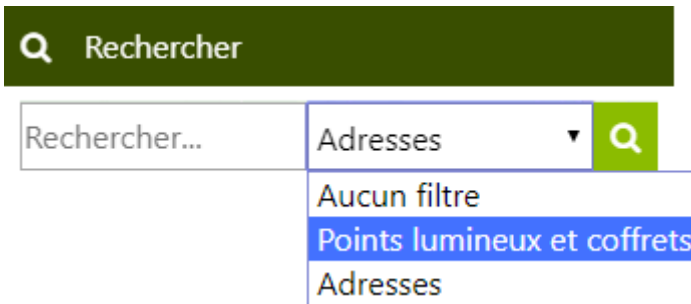 Rechercher
Rechercher... Adresses
Aucun filtre
Points lumineux et coffrets
Adresses